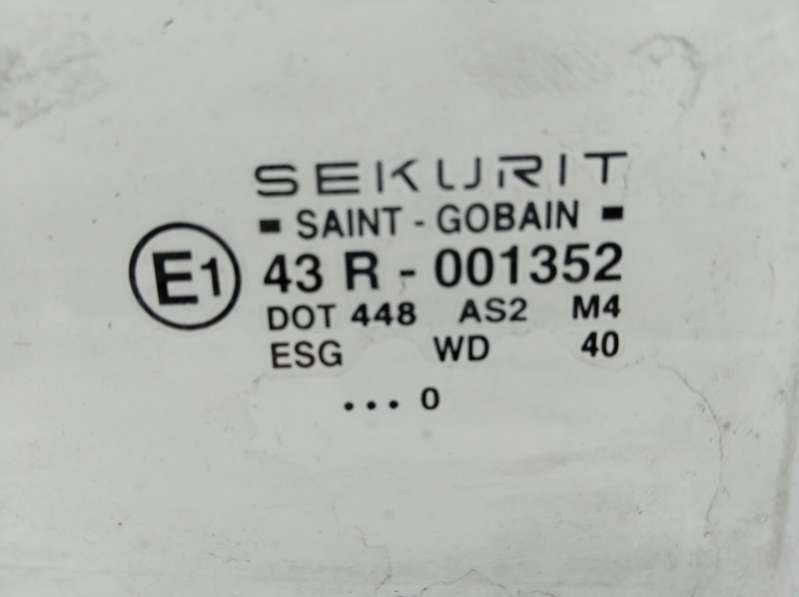 SEKURIT
- SAINT - GOBAIN -
E1 43 R - 001352
DOT 448 AS2 M4
ESG WD 40
... 0